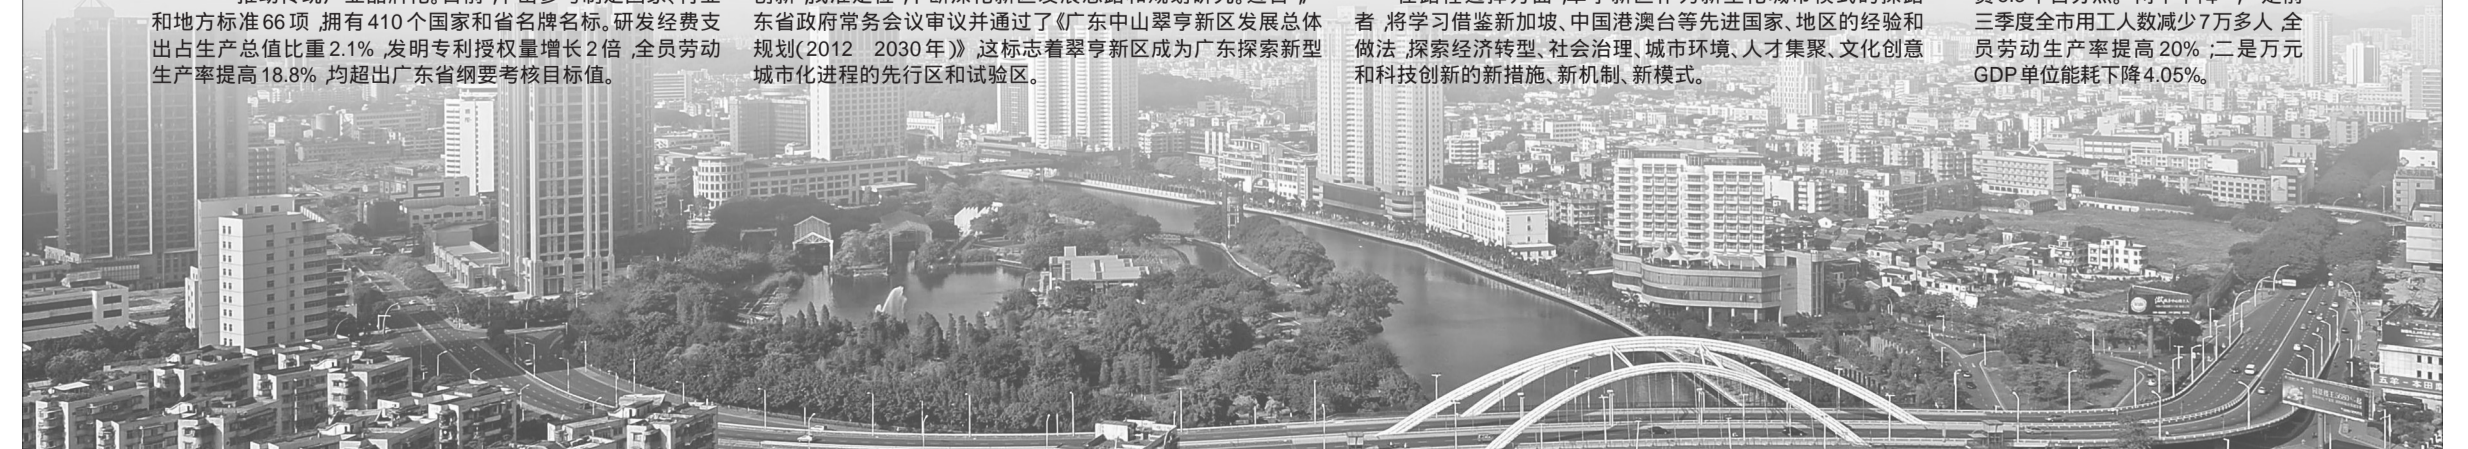 和地方标准66项,拥有410个国家和省名牌名标。研发经费支
出占生产总值比重2.1%,发明专利授权量增长2倍,全员劳动
生产率提高18.8%,均超出广东省纲要考核目标值。
东省政府常务会议审议并通过了《广东中山翠亨新区发展总体
规划(2012 2030年)》,这标志着翠亨新区成为广东探索新型
城市化进程的先行区和试验区。
者,将学习借鉴新加坡、中国港澳台等先进国家、地区的经验和
做法,探索经济转型、社会治理、城市环境、人才集聚、文化创意
和科技创新的新措施、新机制、新模式。
三季度全市用工人数减少7万多人,全
员劳动生产率提高20%;二是万元
GDP单位能耗下降4.05%。
五羊-本田